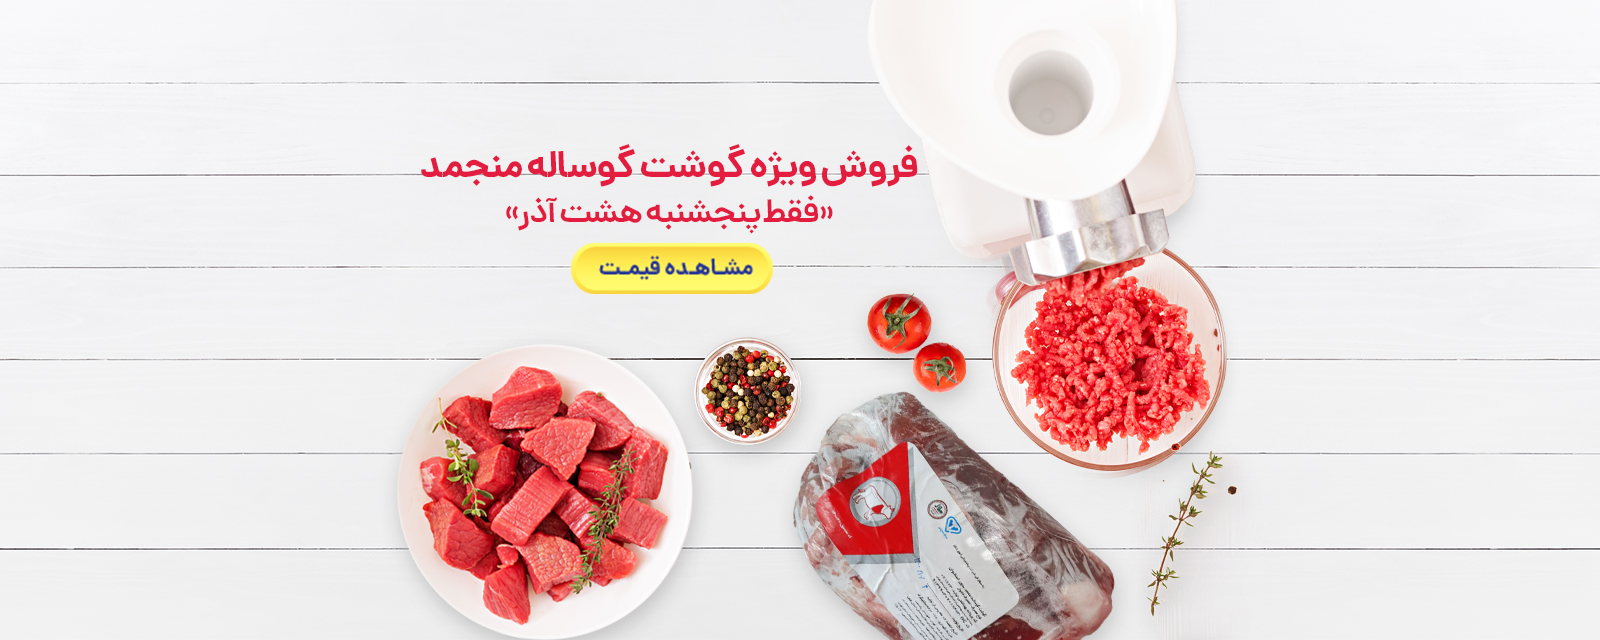 فروش ویژه گوشت گوساله منجمد
«فقط پنجشنبه هشت آذر»
مشاهده قیمت